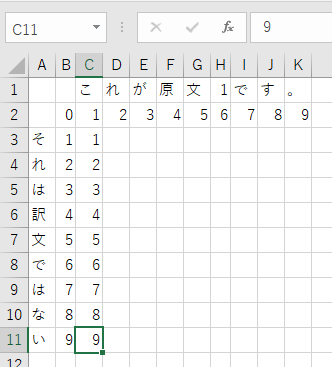 C11 9
A B C D E F G H I J K
1 こ れ が 原 文 1 で す 。
2 0 1 2 3 4 5 6 7 8 9
3 そ 1 1
4 れ 2 2
5 は 3 3
6 訳 4 4
7 文 5 5
8 で 6 6
9 は 7 7
10 な 8 8
11 い 9 9
12